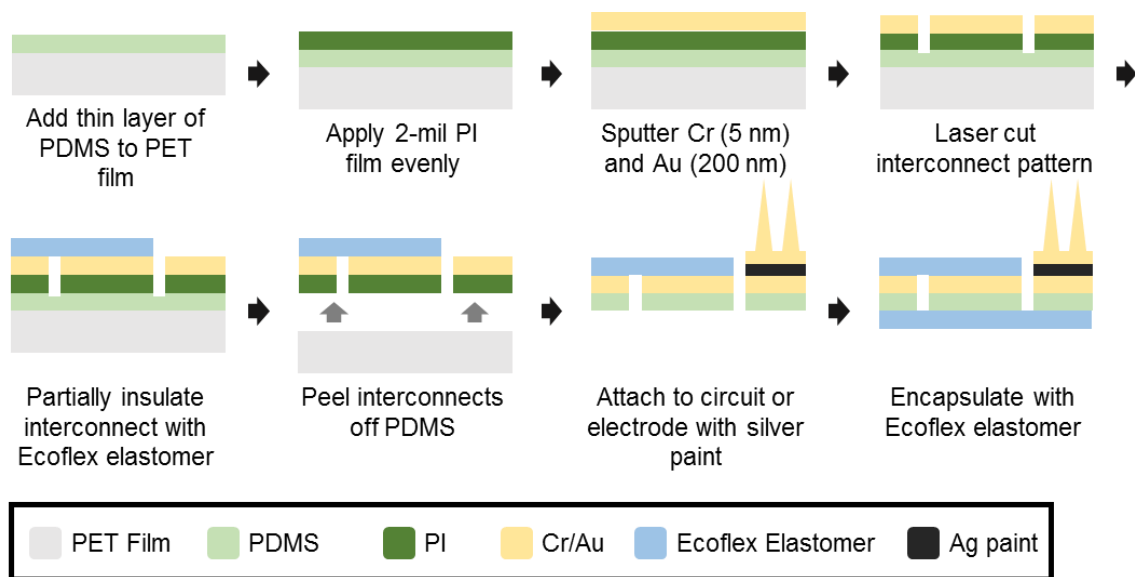 Add thin layer of
PDMS to PET
film
Apply 2-mil PI
film evenly
Sputter Cr (5 nm)
and Au (200 nm)
Laser cut
interconnect pattern
Partially insulate
interconnect with
Ecoflex elastomer
Peel interconnects
off PDMS
Attach to circuit or
electrode with silver
paint
Encapsulate with
Ecoflex elastomer
PET Film
PDMS
PI
Cr/Au
Ecoflex Elastomer
Ag paint